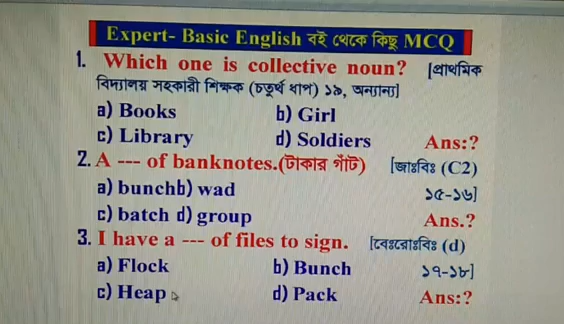 Expert- Basic English বই থেকে কিছু MCQ
1. Which one is collective noun? [প্রাথমিক
বিদ্যালয় সহকারী শিক্ষক (চতুর্থ ধাপ) ১৯, অন্যান্য]
a) Books b) Girl
c) Library d) Soldiers Ans:?
2. A --- of banknotes.(টাকার গাঁট) [জাঃবিঃ (C2)
a) bunchb) wad ১৫-১৬]
c) batch d) group Ans.?
3. I have a --- of files to sign. [বেঃরোঃবিঃ (d)
a) Flock b) Bunch ১৭-১৮]
c) Heap d) Pack Ans:?